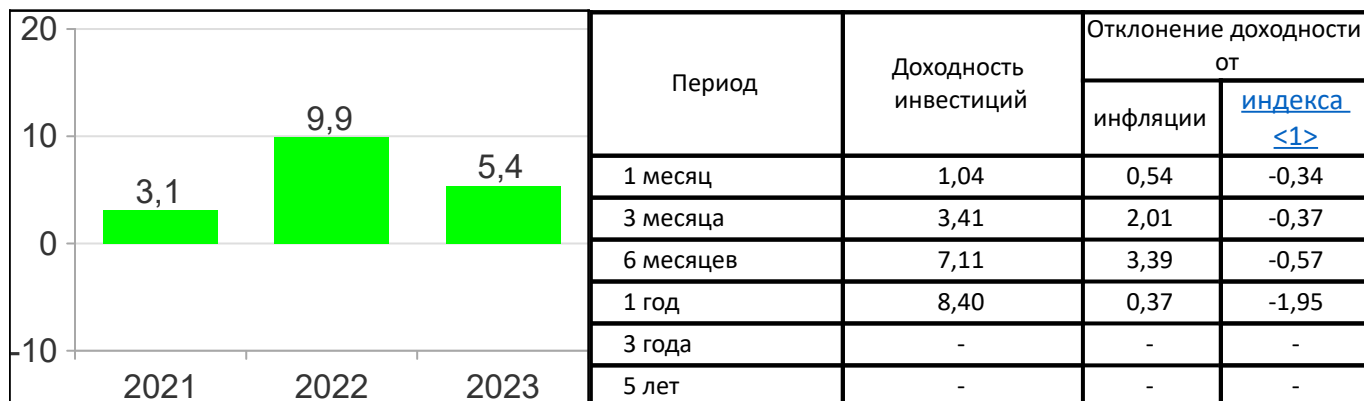 20
10
0
-10
9,9
5,4
3,1
2021 2022 2023
Период
Доходность
инвестиций
Отклонение доходности
от
инфляции
индекса
<1>
1 месяц 1,04 0,54 -0,34
3 месяца 3,41 2,01 -0,37
6 месяцев 7,11 3,39 -0,57
1 год 8,40 0,37 -1,95
3 года - - -
5 лет - - -